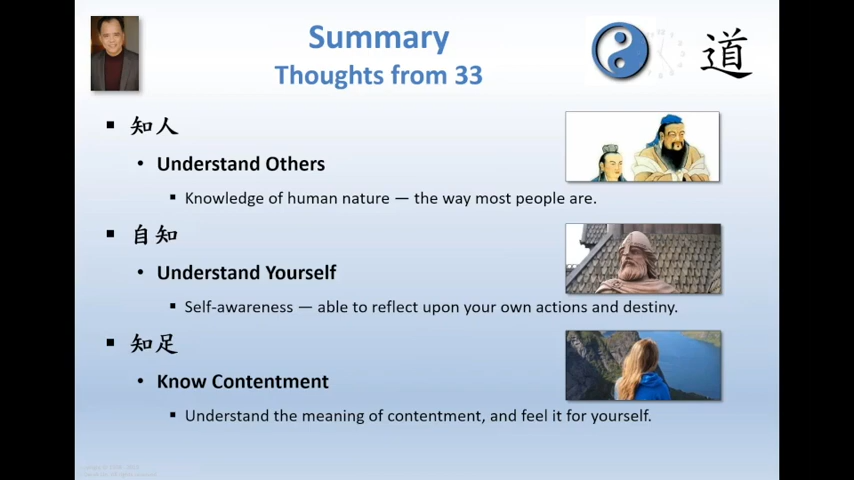 Summary
Thoughts from 33
道
知人
Understand Others
Knowledge of human nature — the way most people are.
自知
Understand Yourself
Self-awareness — able to reflect upon your own actions and destiny.
知足
Know Contentment
Understand the meaning of contentment, and feel it for yourself.